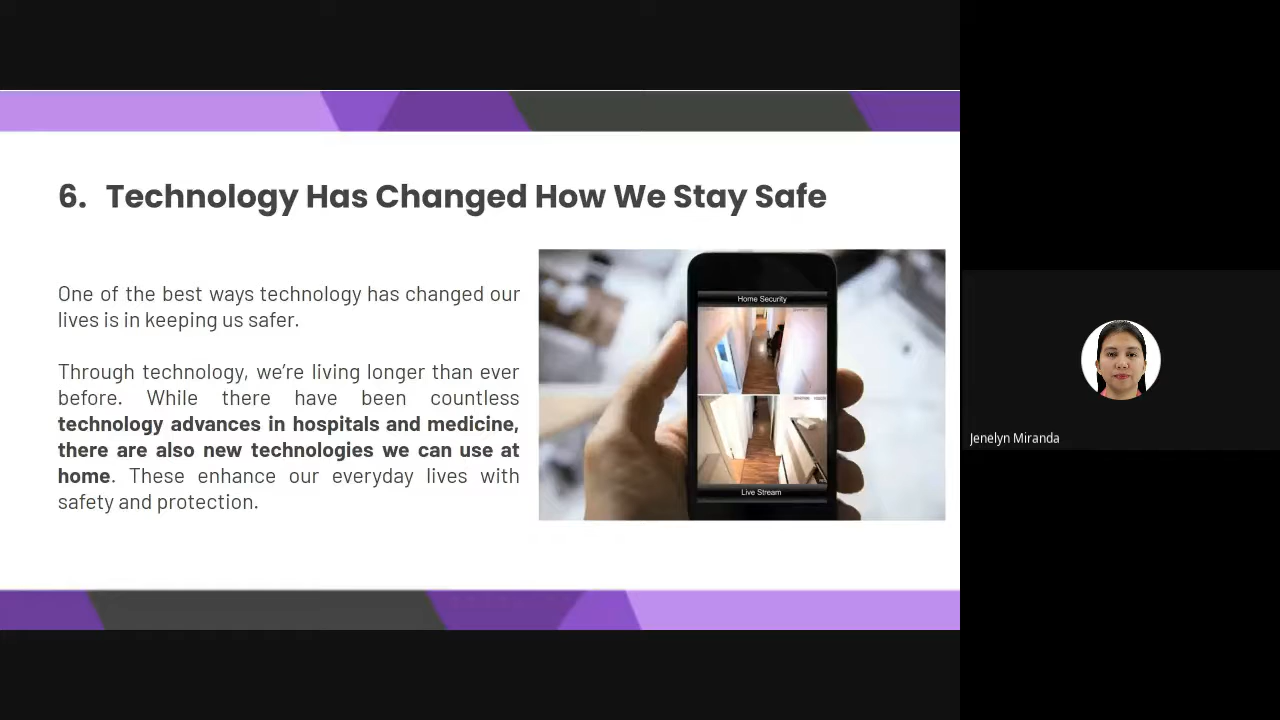 6. Technology Has Changed How We Stay Safe
One of the best ways technology has changed our
lives is in keeping us safer.
Through technology, we’re living longer than ever
before. While there have been countless
technology advances in hospitals and medicine,
there are also new technologies we can use at
home. These enhance our everyday lives with
safety and protection.
Home Security
Live Stream
Jenelyn Miranda